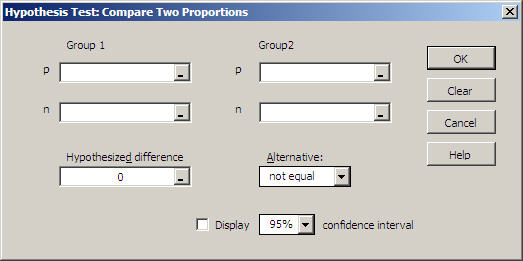 Hypothesis Test: Compare Two Proportions
Group 1 Group2 OK
p p
Clear
n n
Cancel
Hypothesized difference Alternative: Help
0 not equal
Display 95% confidence interval